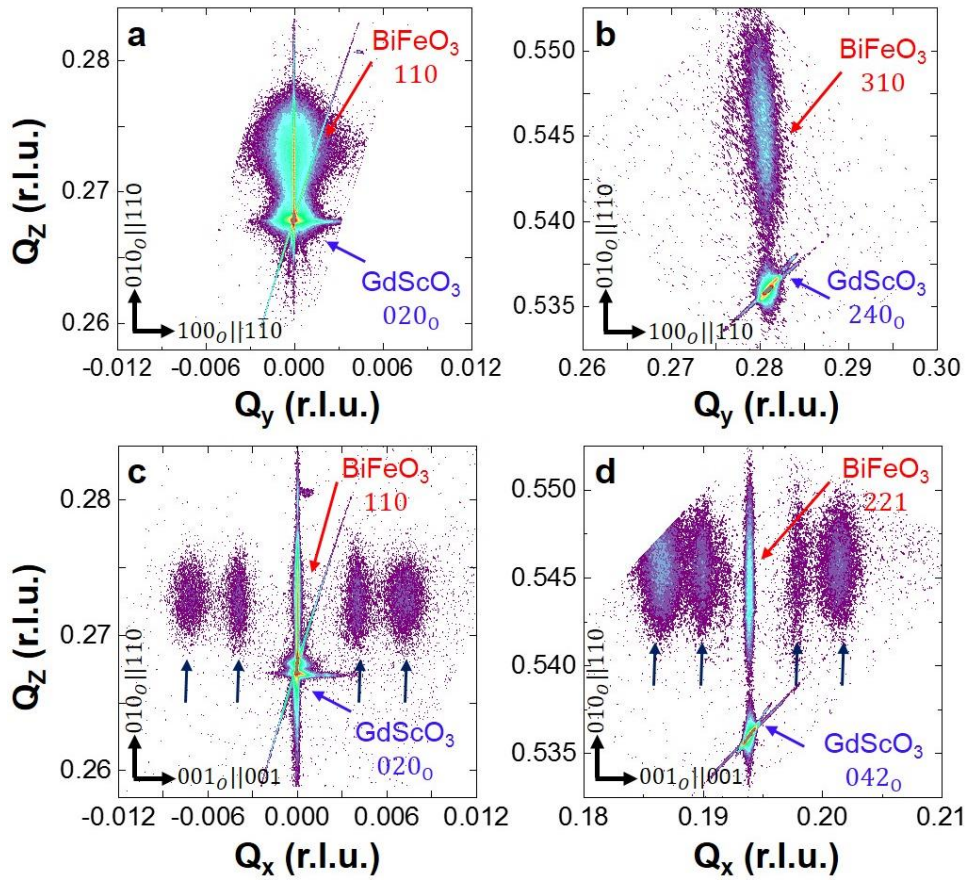 a
BiFeO3
110
GdScO3
020O
0.28
0.27
0.26
QZ (r.l.u.)
010O||110
100O||1̄10
-0.012 -0.006 0.000 0.006 0.012
Qy (r.l.u.)
b
BiFeO3
310
GdScO3
240O
0.550
0.545
0.540
0.535
010O||110
100O||1̄10
0.26 0.27 0.28 0.29 0.30
Qy (r.l.u.)
c
BiFeO3
110
GdScO3
020O
0.28
0.27
0.26
QZ (r.l.u.)
010O||110
001O||001
-0.012 -0.006 0.000 0.006 0.012
Qx (r.l.u.)
d
BiFeO3
221
GdScO3
042O
0.550
0.545
0.540
0.535
010O||110
001O||001
0.18 0.19 0.20 0.21
Qx (r.l.u.)